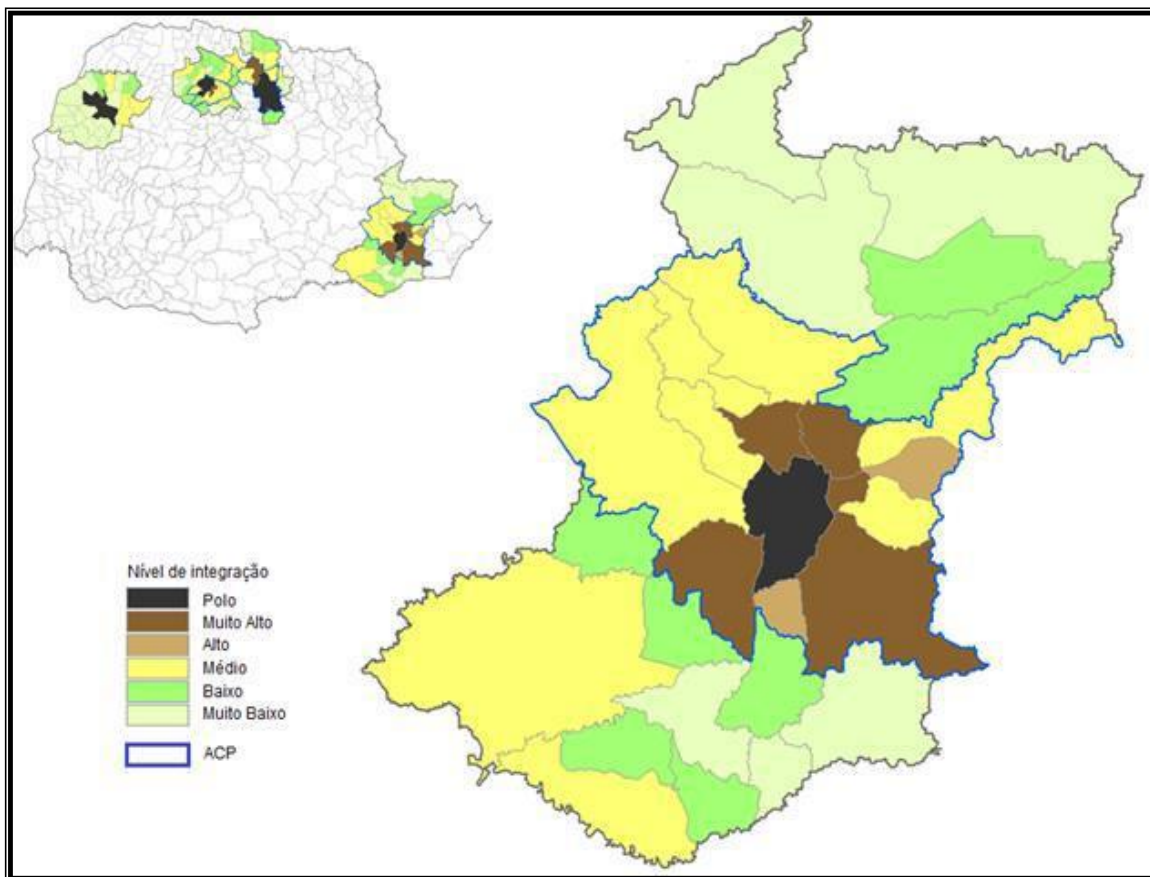 Nível de integração
Polo
Muito Alto
Alto
Médio
Baixo
Muito Baixo
ACP